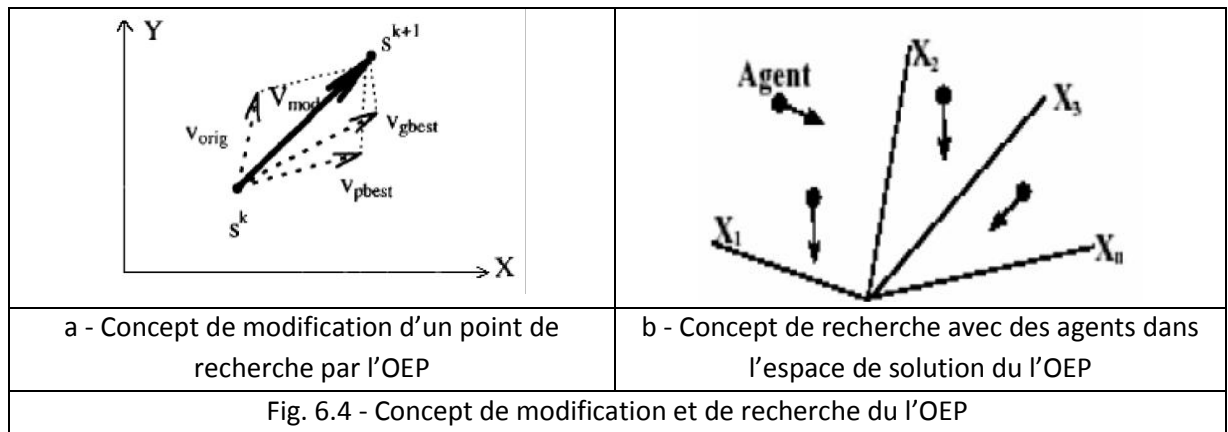 Y
s^{k+1}
V_{mod}
v_{orig}
v_{gbest}
v_{pbest}
s^k
X
Agent
X_2
X_3
X_1
X_n
a - Concept de modification d’un point de
recherche par l’OEP
b - Concept de recherche avec des agents dans
l’espace de solution du l’OEP
Fig. 6.4 - Concept de modification et de recherche du l’OEP